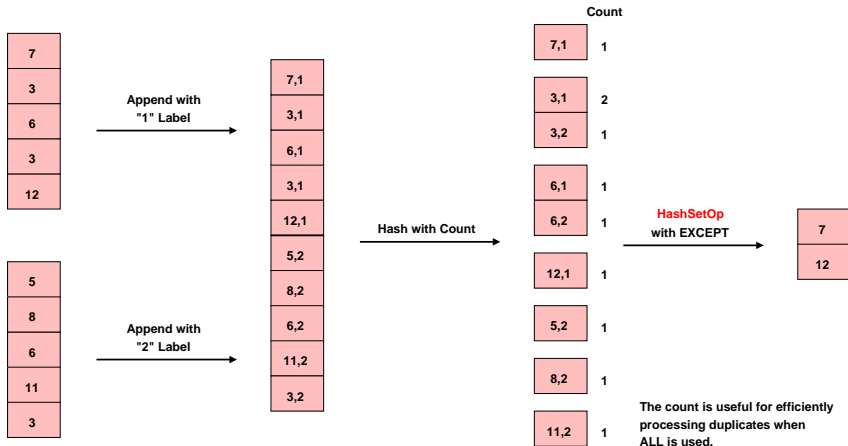 7
3
6
3
12
5
8
6
11
3
Append with
"1" Label
Append with
"2" Label
7,1
3,1
6,1
3,1
12,1
5,2
8,2
6,2
11,2
3,2
Hash with Count
Count
7,1 1
3,1 2
3,2 1
6,1 1
6,2 1
12,1 1
5,2 1
8,2 1
11,2 1
HashSetOp
with EXCEPT
7
12
The count is useful for efficiently
processing duplicates when
ALL is used.